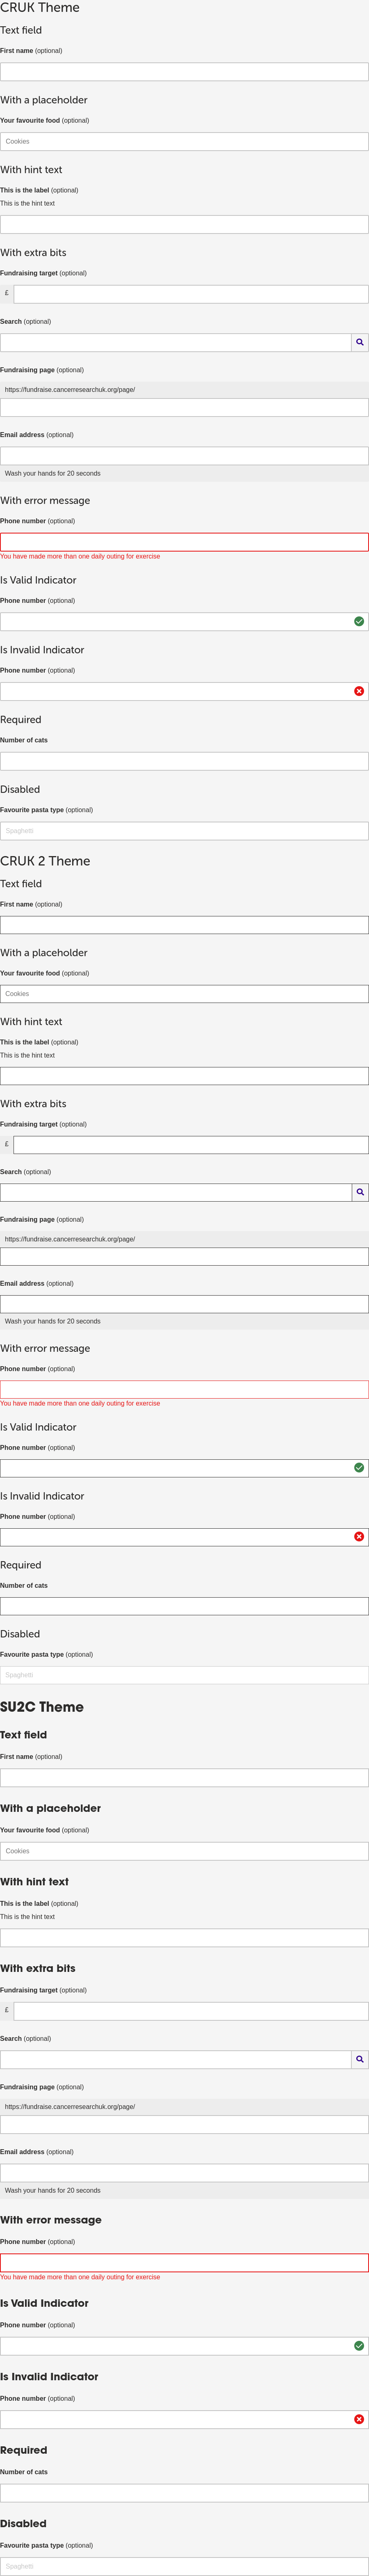 CRUK Theme
Text field
First name (optional)
With a placeholder
Your favourite food (optional)
Cookies
With hint text
This is the label (optional)
This is the hint text
With extra bits
Fundraising target (optional)
£
Search (optional)
Fundraising page (optional)
https://fundraise.cancerresearchuk.org/page/
Email address (optional)
Wash your hands for 20 seconds
With error message
Phone number (optional)
You have made more than one daily outing for exercise
Is Valid Indicator
Phone number (optional)
Is Invalid Indicator
Phone number (optional)
Required
Number of cats
Disabled
Favourite pasta type (optional)
Spaghetti
CRUK 2 Theme
Text field
First name (optional)
With a placeholder
Your favourite food (optional)
Cookies
With hint text
This is the label (optional)
This is the hint text
With extra bits
Fundraising target (optional)
£
Search (optional)
Fundraising page (optional)
https://fundraise.cancerresearchuk.org/page/
Email address (optional)
Wash your hands for 20 seconds
With error message
Phone number (optional)
You have made more than one daily outing for exercise
Is Valid Indicator
Phone number (optional)
Is Invalid Indicator
Phone number (optional)
Required
Number of cats
Disabled
Favourite pasta type (optional)
Spaghetti
SU2C Theme
Text field
First name (optional)
With a placeholder
Your favourite food (optional)
Cookies
With hint text
This is the label (optional)
This is the hint text
With extra bits
Fundraising target (optional)
£
Search (optional)
Fundraising page (optional)
https://fundraise.cancerresearchuk.org/page/
Email address (optional)
Wash your hands for 20 seconds
With error message
Phone number (optional)
You have made more than one daily outing for exercise
Is Valid Indicator
Phone number (optional)
Is Invalid Indicator
Phone number (optional)
Required
Number of cats
Disabled
Favourite pasta type (optional)
Spaghetti